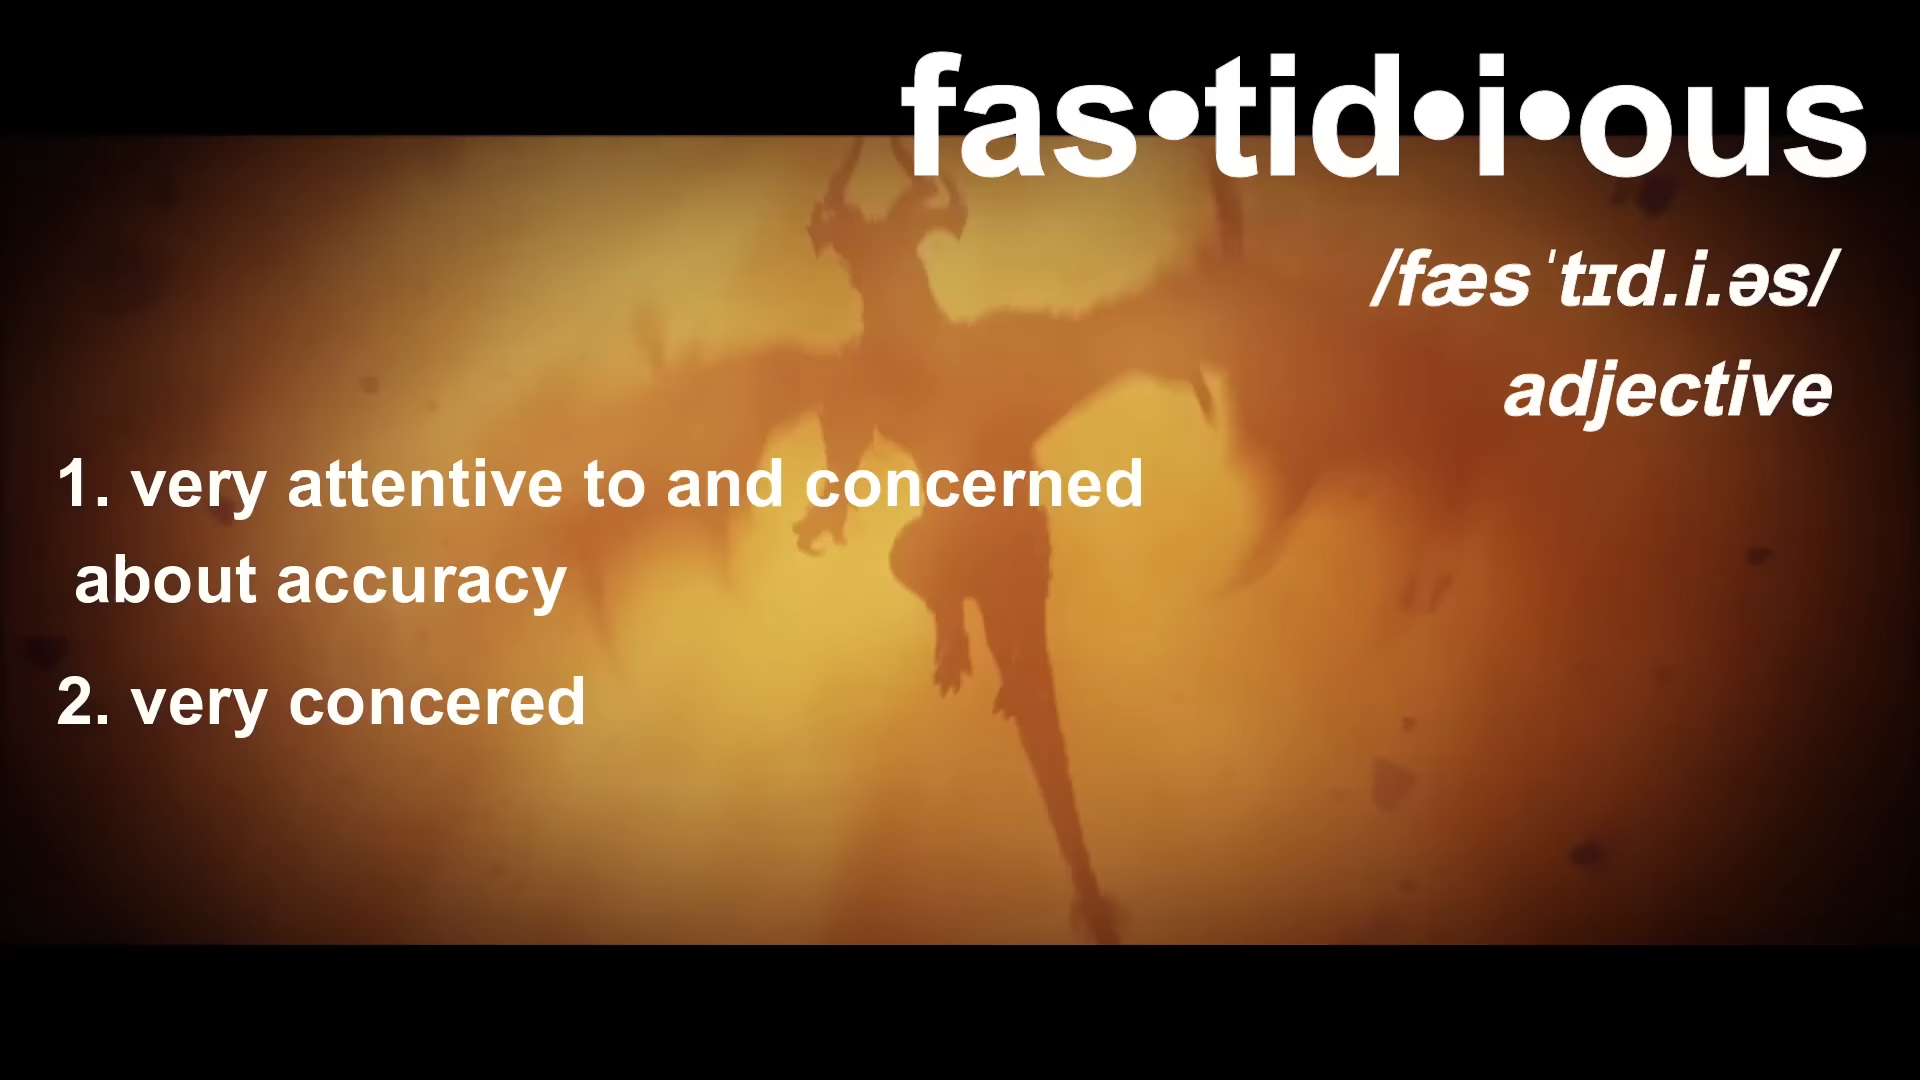 fas•tid•i•ous
/fæsˈtɪd.i.əs/
adjective
1. very attentive to and concerned
about accuracy
2. very concered